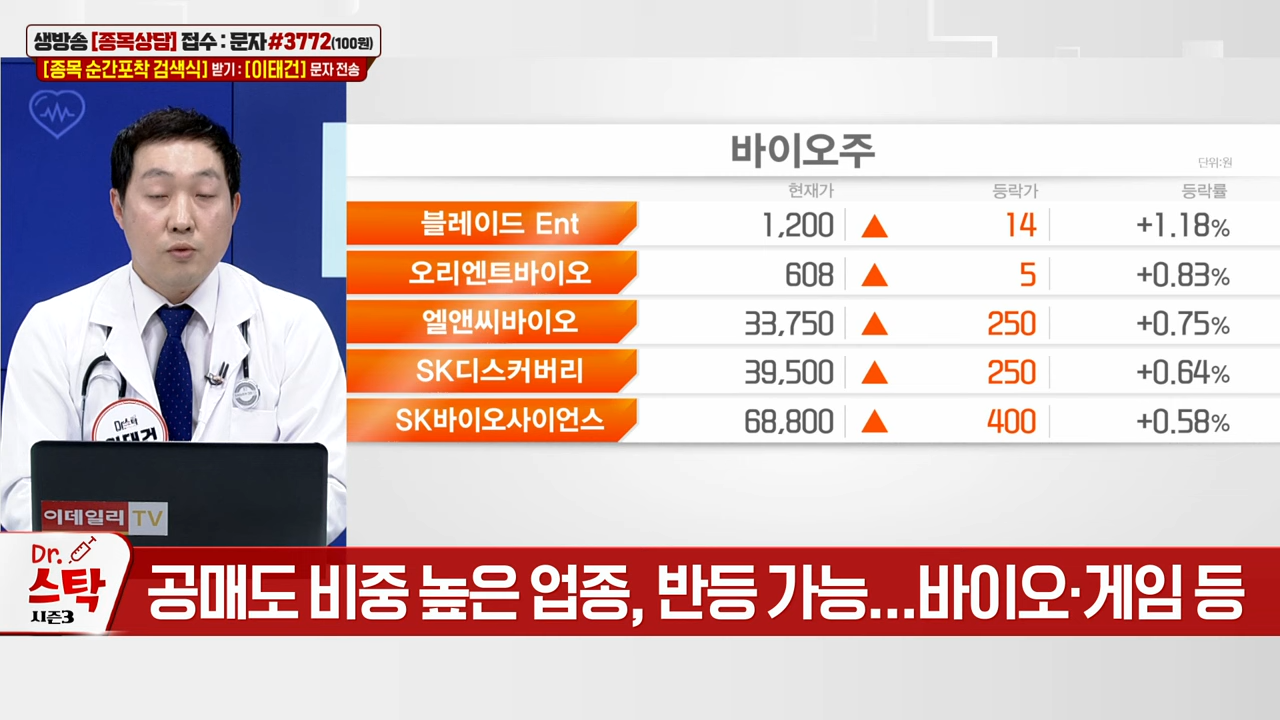 생방송 [종목상담] 접수 : 문자#3772(100원)
[종목 순간포착 검색식] 받기 : [이태건] 문자 전송
바이오주
단위:원
현재가 등락가 등락률
블레이드 Ent 1,200 ▲ 14 +1.18%
오리엔트바이오 608 ▲ 5 +0.83%
엘앤씨바이오 33,750 ▲ 250 +0.75%
SK디스커버리 39,500 ▲ 250 +0.64%
SK바이오사이언스 68,800 ▲ 400 +0.58%
Dr.스탁
이태건
이데일리TV
Dr.
스탁
시즌3
공매도 비중 높은 업종, 반등 가능...바이오·게임 등